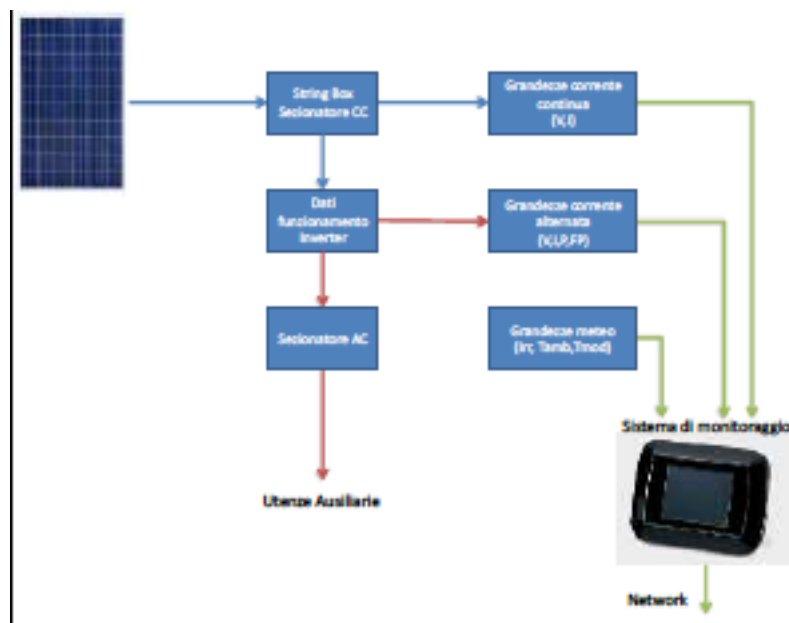 String Box
Sezionatore CC
Grandezze corrente
continua
(V,I)
Dati
funzionamento
Inverter
Grandezze corrente
alternata
(V,I,P,FP)
Sezionatore AC
Grandezze meteo
(Irr, Tamb,Tmod)
Sistema di monitoraggio
Utenze Ausiliarie
Network